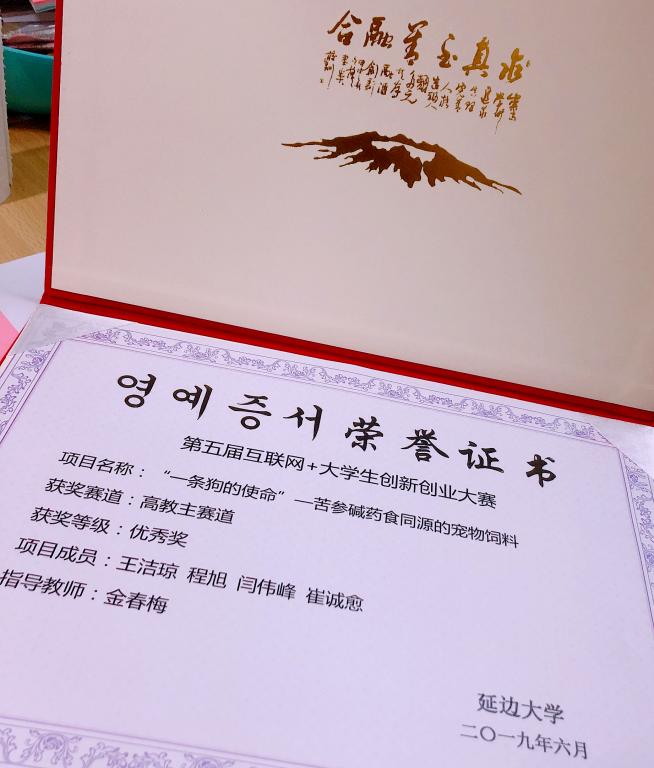 求真至善融合
영예증서荣誉证书
第五届互联网+大学生创新创业大赛
项目名称：“一条狗的使命”—苦参碱药食同源的宠物饲料
获奖赛道：高教主赛道
获奖等级：优秀奖
项目成员：王洁琼 程旭 闫伟峰 崔诚愈
指导教师：金春梅
延边大学
二〇一九年六月